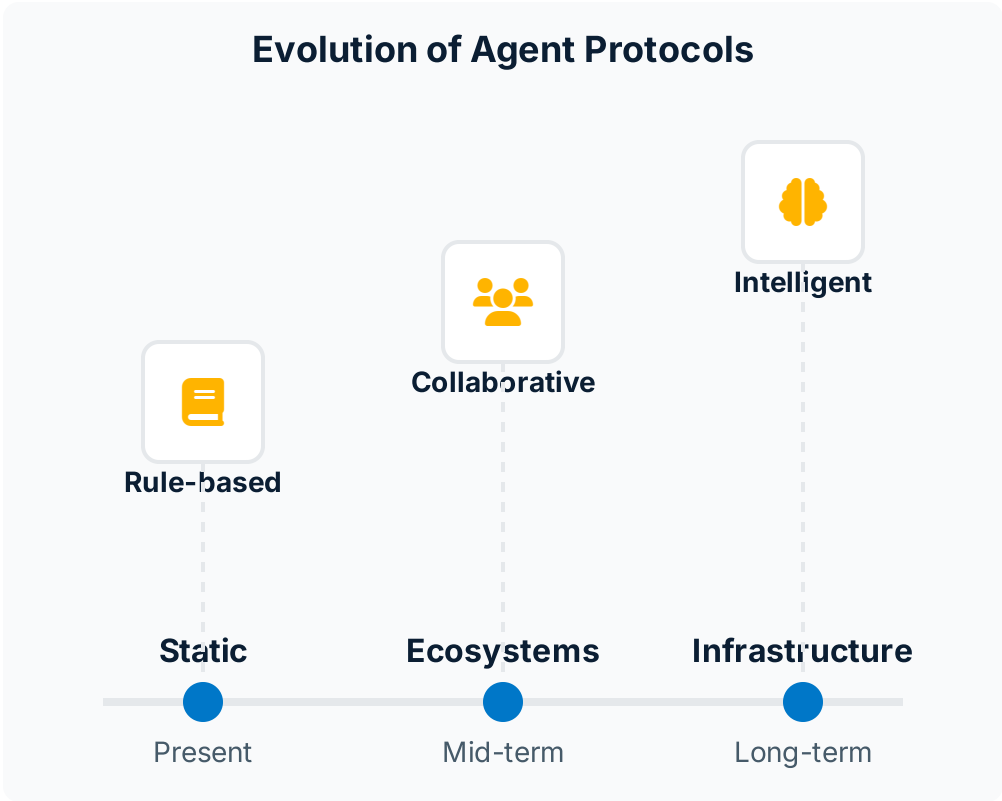 Evolution of Agent Protocols
Intelligent
Collaborative
Rule-based
Static
Ecosystems
Infrastructure
Present
Mid-term
Long-term